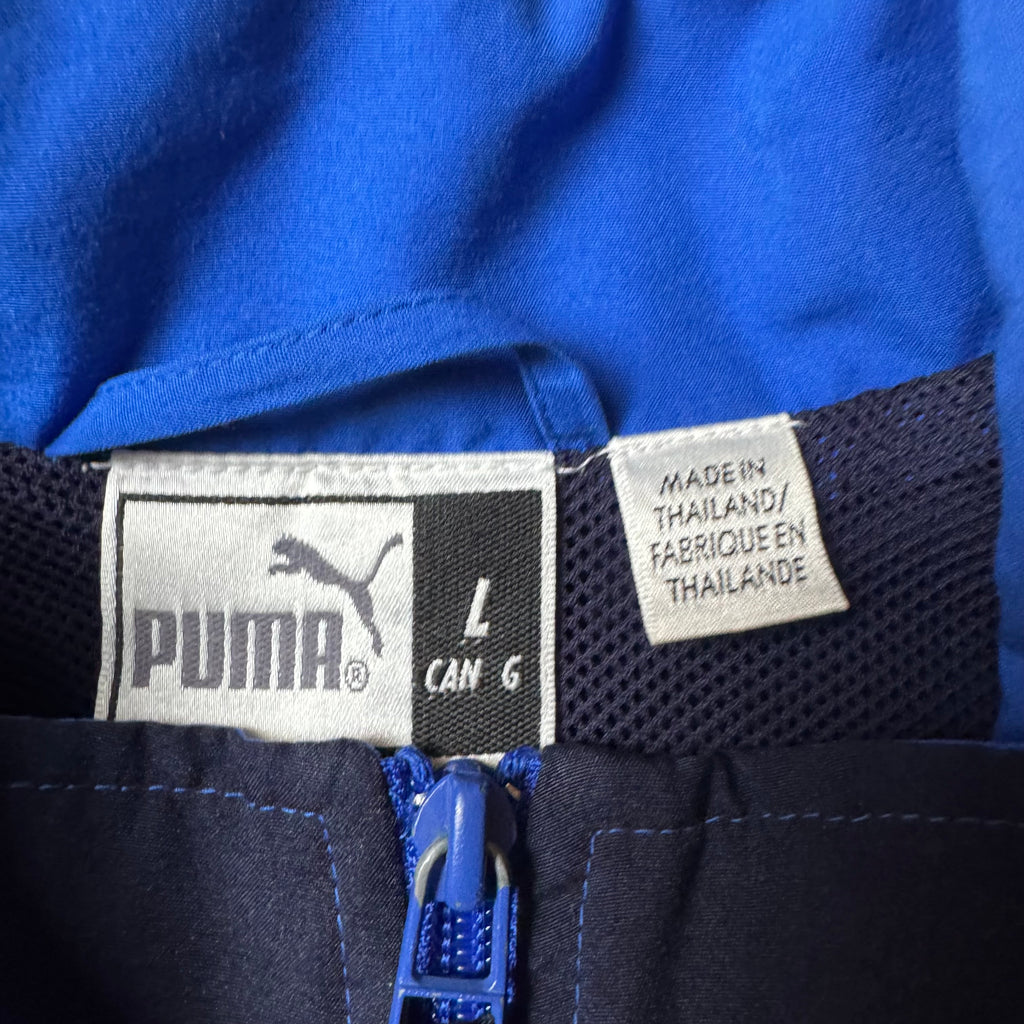 PUMA®
L
CAN G
MADE IN
THAILAND/
FABRIQUE EN
THAILANDE